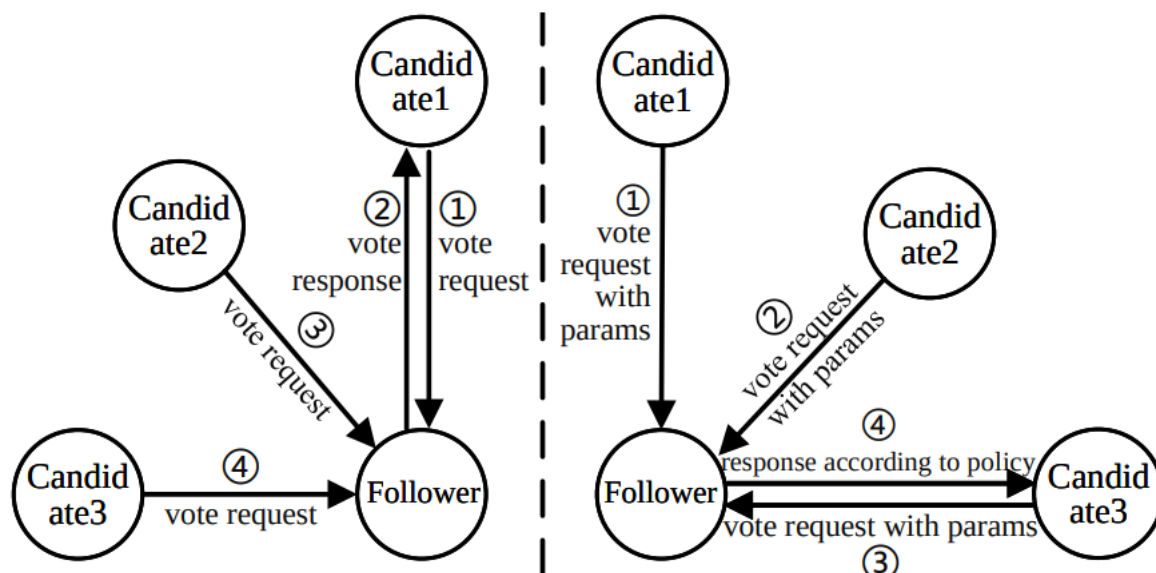 Candid
ate1
②
vote
response
①
vote
request
Candid
ate2
③
vote request
Candid
ate3
④
vote request
Follower
Candid
ate1
①
vote
request
with
params
Candid
ate2
②
vote request
with params
Follower
④
response according to policy
vote request with params
③
Candid
ate3